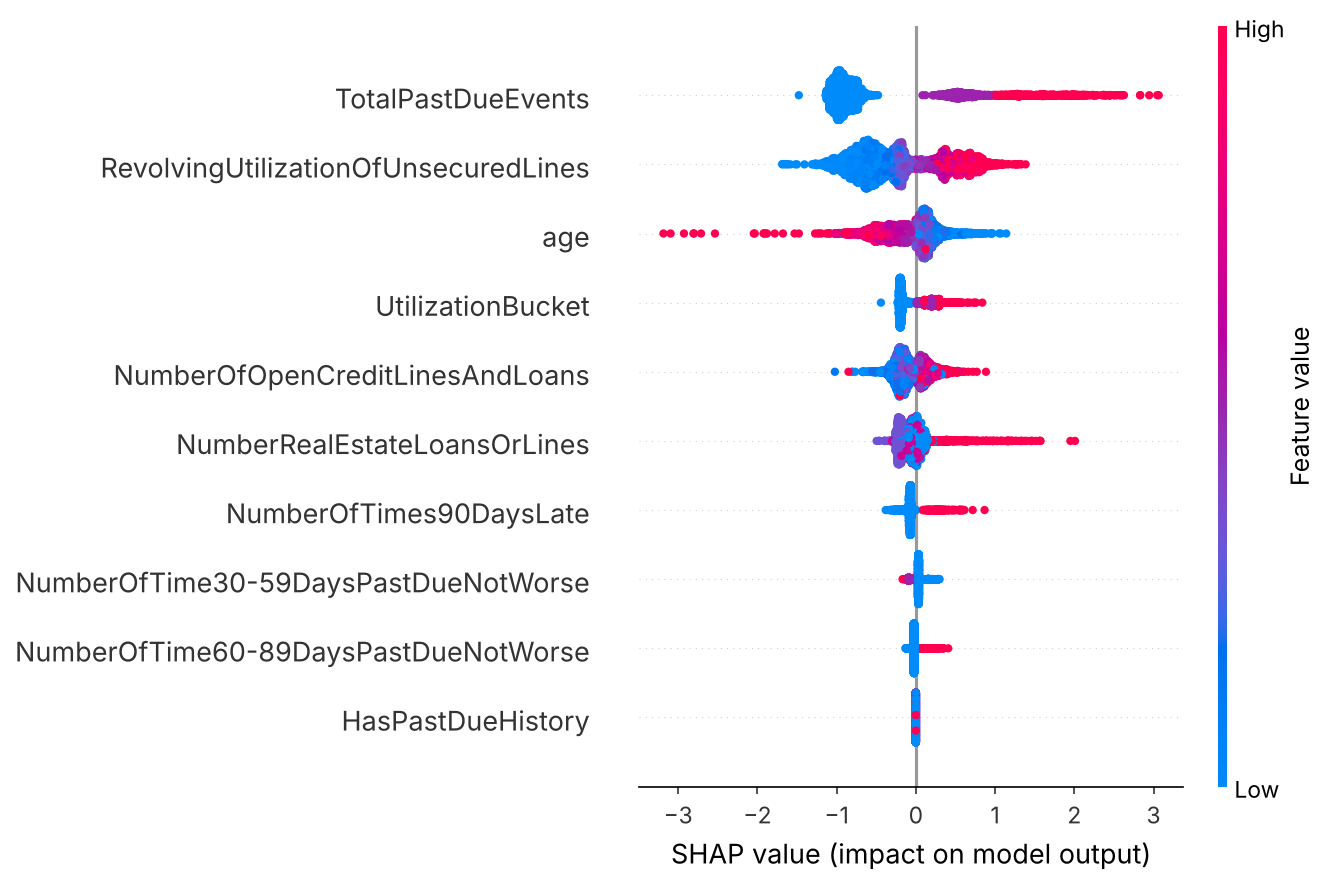 High
TotalPastDueEvents
RevolvingUtilizationOfUnsecuredLines
age
UtilizationBucket
NumberOfOpenCreditLinesAndLoans
NumberRealEstateLoansOrLines
NumberOfTimes90DaysLate
NumberOfTime30-59DaysPastDueNotWorse
NumberOfTime60-89DaysPastDueNotWorse
HasPastDueHistory
Feature value
Low
−3 −2 −1 0 1 2 3
SHAP value (impact on model output)